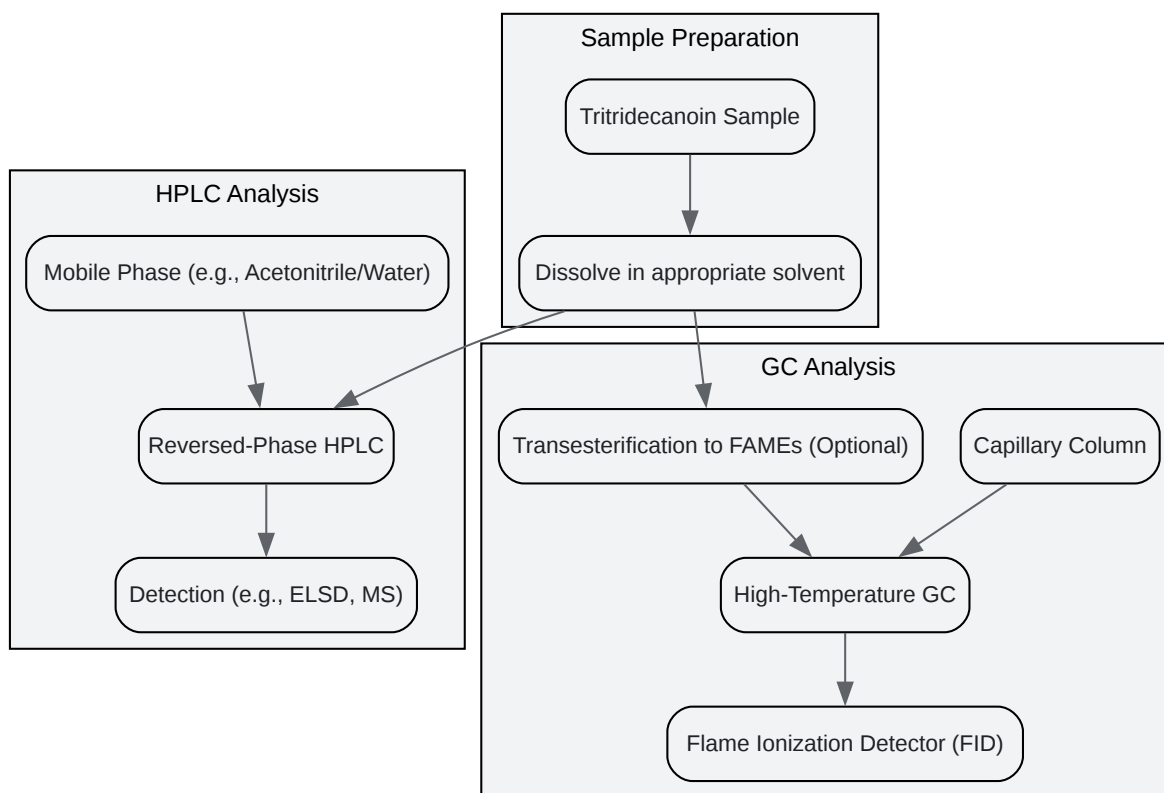 Sample Preparation
Tritridecanoin Sample
Dissolve in appropriate solvent
HPLC Analysis
Mobile Phase (e.g., Acetonitrile/Water)
Reversed-Phase HPLC
Detection (e.g., ELSD, MS)
GC Analysis
Transesterification to FAMEs (Optional)
Capillary Column
High-Temperature GC
Flame Ionization Detector (FID)